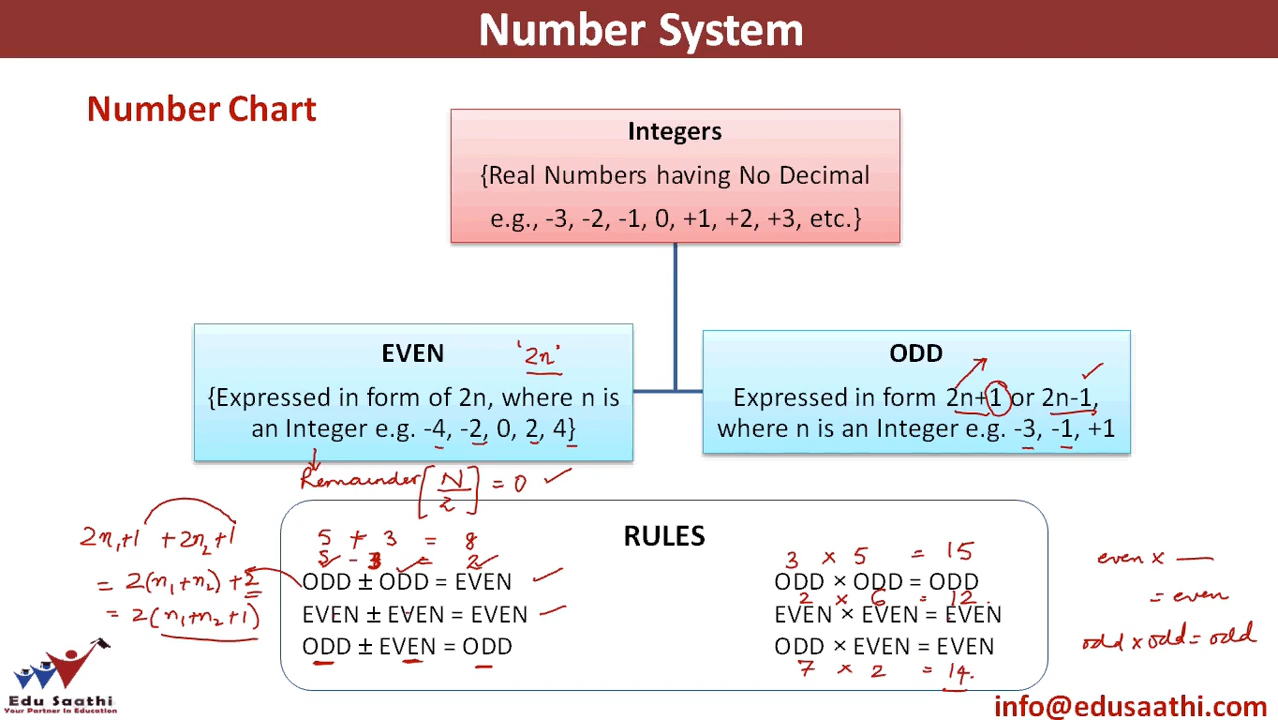 Number System
Number Chart
Integers
{Real Numbers having No Decimal
e.g., -3, -2, -1, 0, +1, +2, +3, etc.}
EVEN '2n'
{Expressed in form of 2n, where n is
an Integer e.g. -4, -2, 0, 2, 4}
ODD
Expressed in form 2n+1 or 2n-1,
where n is an Integer e.g. -3, -1, +1
Remainder [N/2] = 0 ✓
2n₁+1 +2n₂+1
= 2(n₁+n₂) +2
= 2(n₁+n₂+1)
RULES
5 + 3 = 8
5 - 3 = 2
ODD ± ODD = EVEN ✓
EVEN ± EVEN = EVEN ✓
ODD ± EVEN = ODD
3 × 5 = 15
ODD × ODD = ODD
2 × 6 = 12.
EVEN × EVEN = EVEN
ODD × EVEN = EVEN
7 × 2 = 14.
even x —
= even
odd x odd = odd
Edu Saathi
Your Partner in Education
info@edusaathi.com